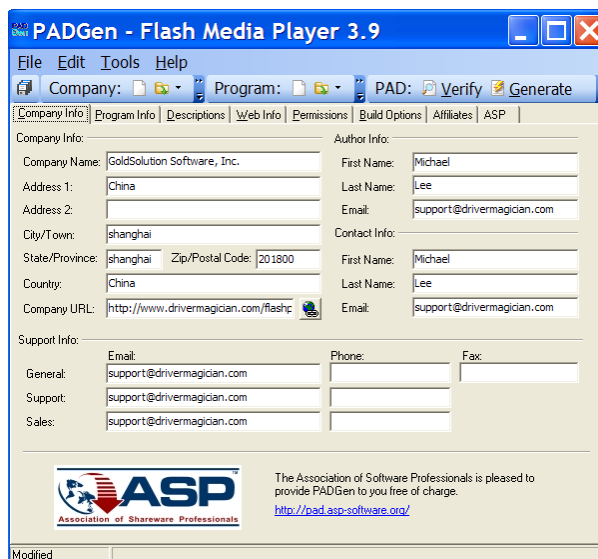 PADGen - Flash Media Player 3.9
File Edit Tools Help
Company: Program: PAD: Verify Generate
Company Info Program Info Descriptions Web Info Permissions Build Options Affiliates ASP
Company Info:
Company Name: GoldSolution Software, Inc.
Address 1: China
Address 2:
City/Town: shanghai
State/Province: shanghai Zip/Postal Code: 201800
Country: China
Company URL: http://www.drivermagician.com/flashp
Author Info:
First Name: Michael
Last Name: Lee
Email: support@drivermagician.com
Contact Info:
First Name: Michael
Last Name: Lee
Email: support@drivermagician.com
Support Info:
Email: Phone: Fax:
General: support@drivermagician.com
Support: support@drivermagician.com
Sales: support@drivermagician.com
ASP
Association of Shareware Professionals
The Association of Software Professionals is pleased to
provide PADGen to you free of charge.
http://pad.asp-software.org/
Modified